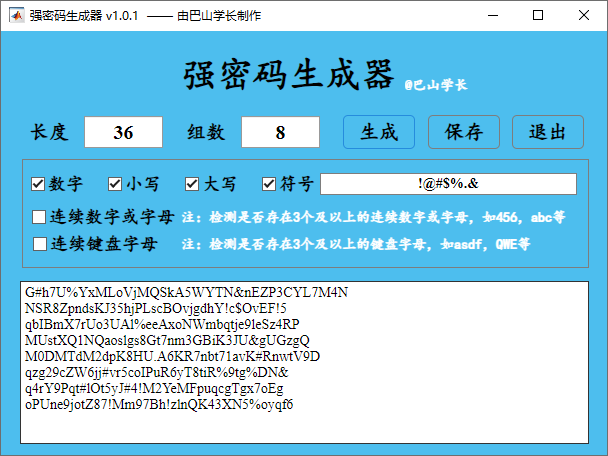 强密码生成器 v1.0.1 —— 由巴山学长制作
强密码生成器 @巴山学长
长度 36 组数 8 生成 保存 退出
数字 小写 大写 符号 !@#$%.&
连续数字或字母 注：检测是否存在3个及以上的连续数字或字母，如456，abc等
连续键盘字母 注：检测是否存在3个及以上的键盘字母，如asdf，QWE等
G#h7U%YxMLoVjMQSkA5WYTN&nEZP3CYL7M4N
NSR8ZpndsKJ35hjPLscBOvjgdhY!c$OvEF!5
qbIBmX7rUo3UAl%eeAxoNWmbqtje9leSz4RP
MUstXQ1NQaoslgs8Gt7nm3GBiK3JU&gUGzgQ
M0DMTdM2dpK8HU.A6KR7nbt71avK#RnwtV9D
qzg29cZW6jj#vr5coIPuR6yT8tiR%9tg%DN&
q4rY9Pqt#lOt5yJ#4!M2YeMFpuqcgTgx7oEg
oPUne9jotZ87!Mm97Bh!zlnQK43XN5%oyqf6